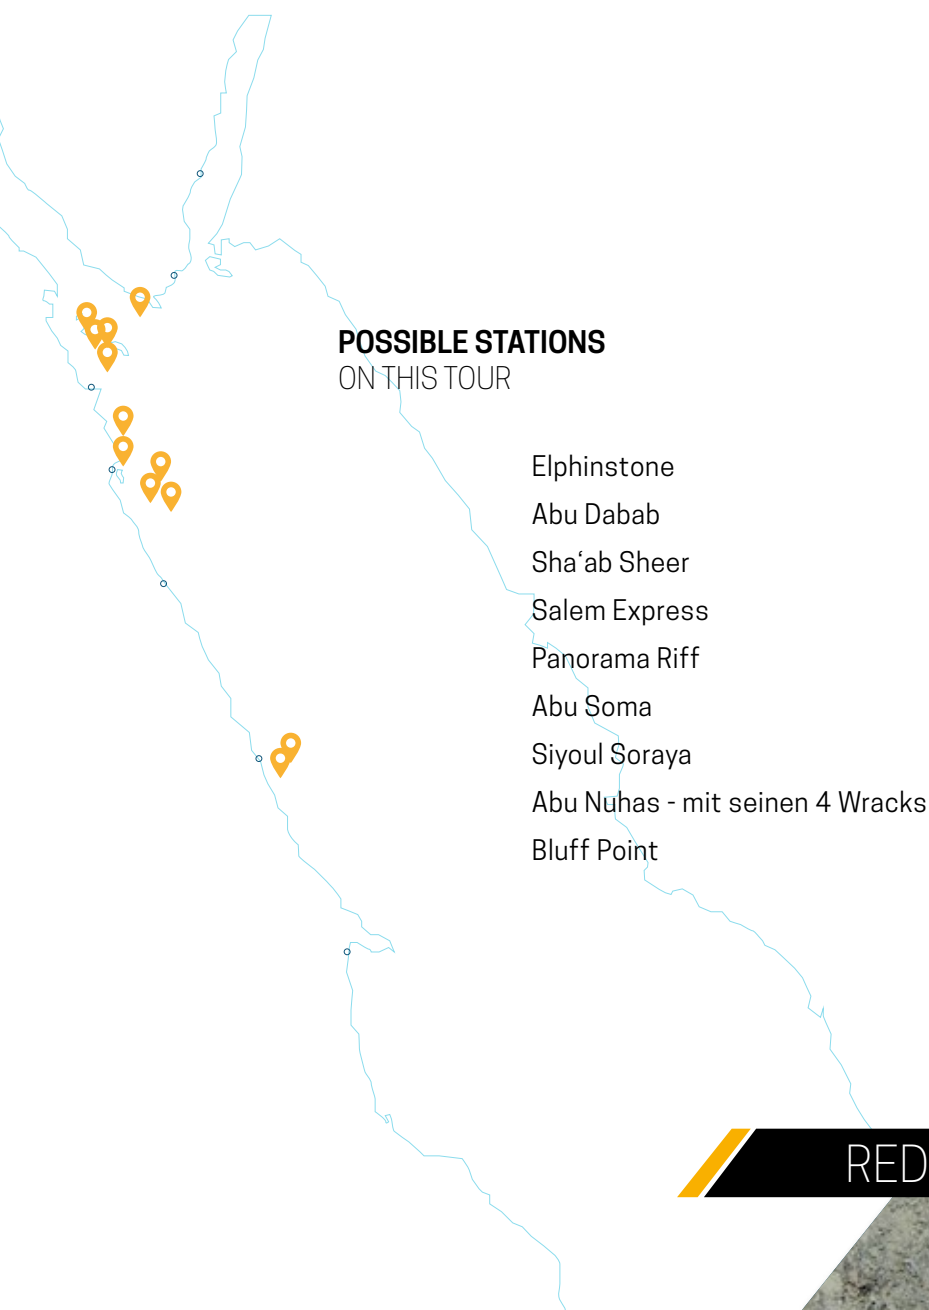 POSSIBLE STATIONS
ON THIS TOUR
Elphinstone
Abu Dabab
Sha‘ab Sheer
Salem Express
Panorama Riff
Abu Soma
Siyoul Soraya
Abu Nuhas - mit seinen 4 Wracks
Bluff Point
RED